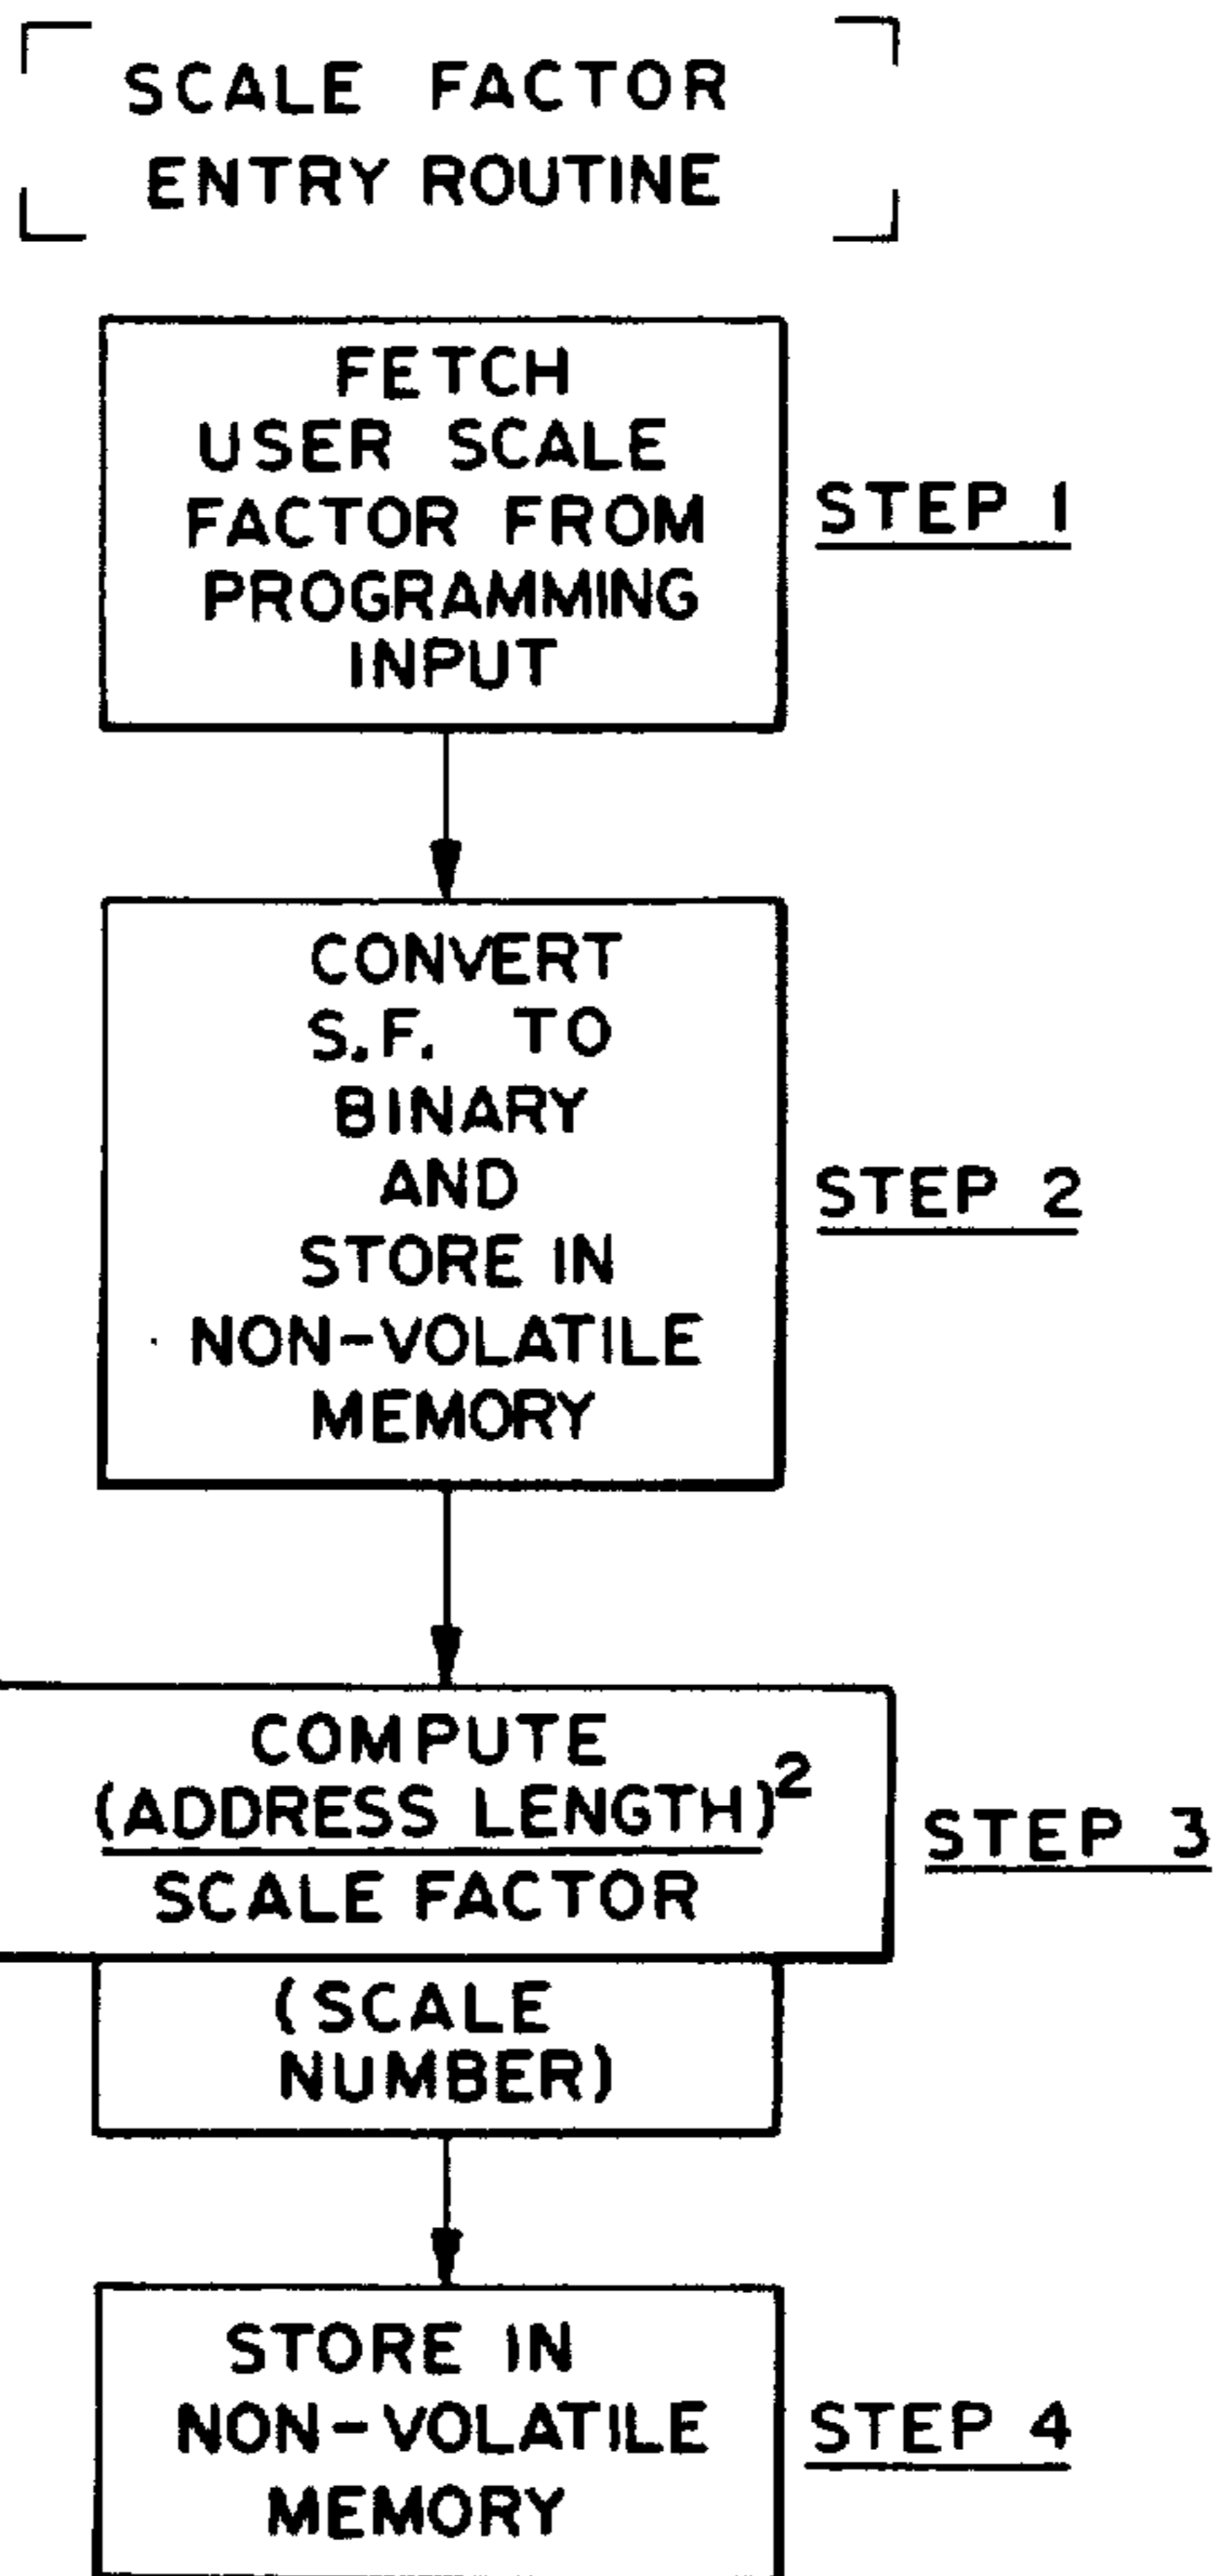 SCALE FACTOR
ENTRY ROUTINE
FETCH
USER SCALE
FACTOR FROM
PROGRAMMING
INPUT
STEP 1
CONVERT
S.F. TO
BINARY
AND
STORE IN
NON-VOLATILE
MEMORY
STEP 2
COMPUTE
(ADDRESS LENGTH)²
SCALE FACTOR
STEP 3
(SCALE
NUMBER)
STORE IN
NON-VOLATILE
MEMORY
STEP 4